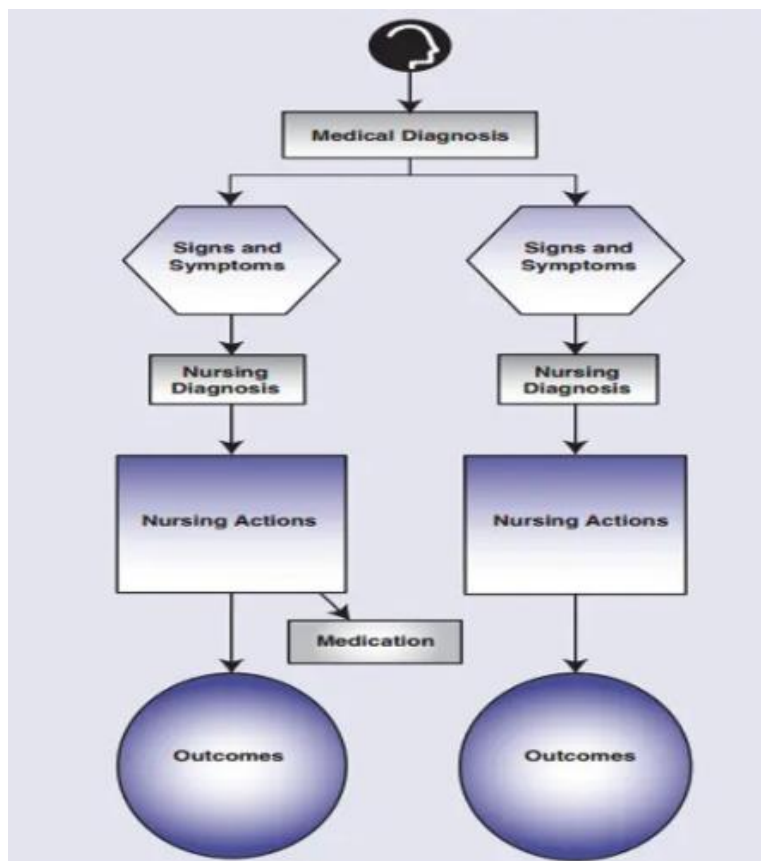 Medical Diagnosis
Signs and
Symptoms
Signs and
Symptoms
Nursing
Diagnosis
Nursing
Diagnosis
Nursing Actions
Nursing Actions
Medication
Outcomes
Outcomes